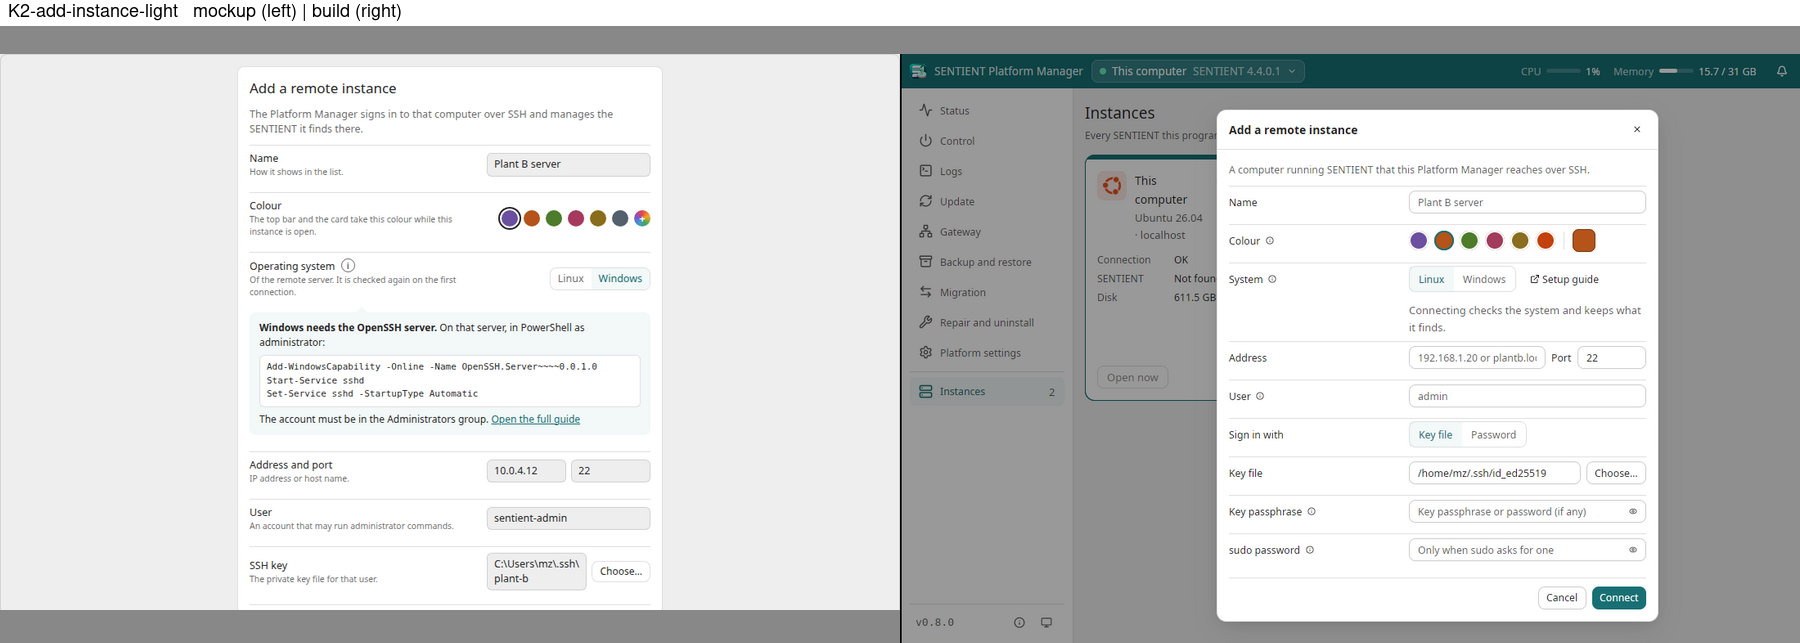 K2-add-instance-light   mockup (left) | build (right)
Add a remote instance
The Platform Manager signs in to that computer over SSH and manages the
SENTIENT it finds there.
Name
How it shows in the list.
Plant B server
Colour
The top bar and the card take this colour while this
instance is open.
Operating system
Of the remote server. It is checked again on the first
connection.
Linux Windows
Windows needs the OpenSSH server. On that server, in PowerShell as
administrator:
Add-WindowsCapability -Online -Name OpenSSH.Server~~~~0.0.1.0
Start-Service sshd
Set-Service sshd -StartupType Automatic
The account must be in the Administrators group. Open the full guide
Address and port
IP address or host name.
10.0.4.12 22
User
An account that may run administrator commands.
sentient-admin
SSH key
The private key file for that user.
C:\Users\mz\.ssh\
plant-b
Choose...
SENTIENT Platform Manager This computer SENTIENT 4.4.0.1 CPU 1% Memory 15.7 / 31 GB
Status
Control
Logs
Update
Gateway
Backup and restore
Migration
Repair and uninstall
Platform settings
Instances 2
v0.8.0
Instances
Every SENTIENT this progra
This
computer
Ubuntu 26.04
· localhost
Connection OK
SENTIENT Not foun
Disk 611.5 GB
Open now
Add a remote instance ×
A computer running SENTIENT that this Platform Manager reaches over SSH.
Name Plant B server
Colour
System Linux Windows Setup guide
Connecting checks the system and keeps what
it finds.
Address 192.168.1.20 or plantb.loc Port 22
User admin
Sign in with Key file Password
Key file /home/mz/.ssh/id_ed25519 Choose...
Key passphrase Key passphrase or password (if any)
sudo password Only when sudo asks for one
Cancel Connect